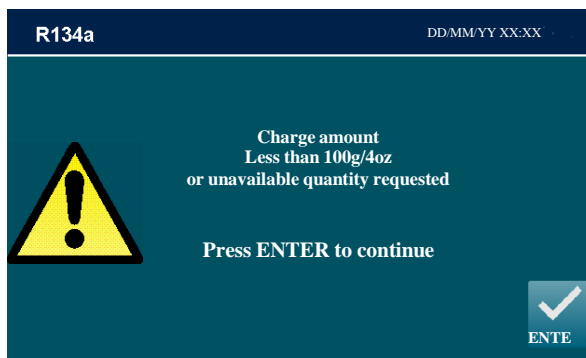 R134a
DD/MM/YY XX:XX
Charge amount
Less than 100g/4oz
or unavailable quantity requested
Press ENTER to continue
ENTE